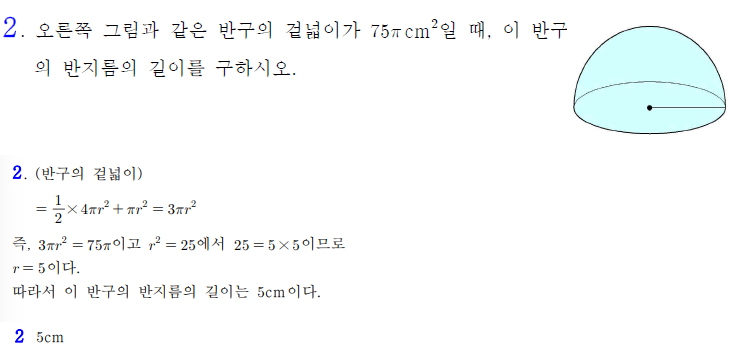 2. 오른쪽 그림과 같은 반구의 겉넓이가 75π cm²일 때, 이 반구
의 반지름의 길이를 구하시오.
2. (반구의 겉넓이)
= 1/2 × 4πr² + πr² = 3πr²
즉, 3πr² = 75π이고 r² = 25에서 25 = 5×5이므로
r = 5이다.
따라서 이 반구의 반지름의 길이는 5cm이다.
2 5cm